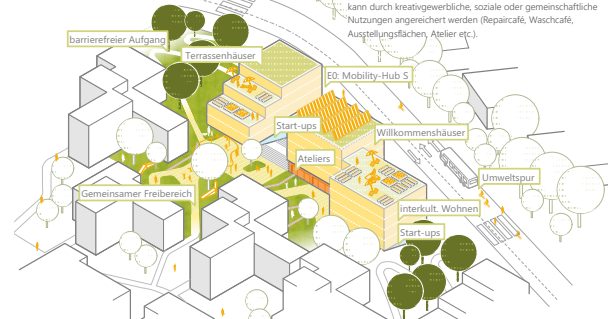 kann durch kreativgewerbliche, soziale oder gemeinschaftliche
Nutzungen angereichert werden (Repaircafé, Waschcafé,
Ausstellungsflächen, Atelier etc.).
barrierefreier Aufgang
Terrassenhäuser
E0: Mobility-Hub S
Start-ups
Willkommenshäuser
Ateliers
Umweltspur
Gemeinsamer Freibereich
interkult. Wohnen
Start-ups